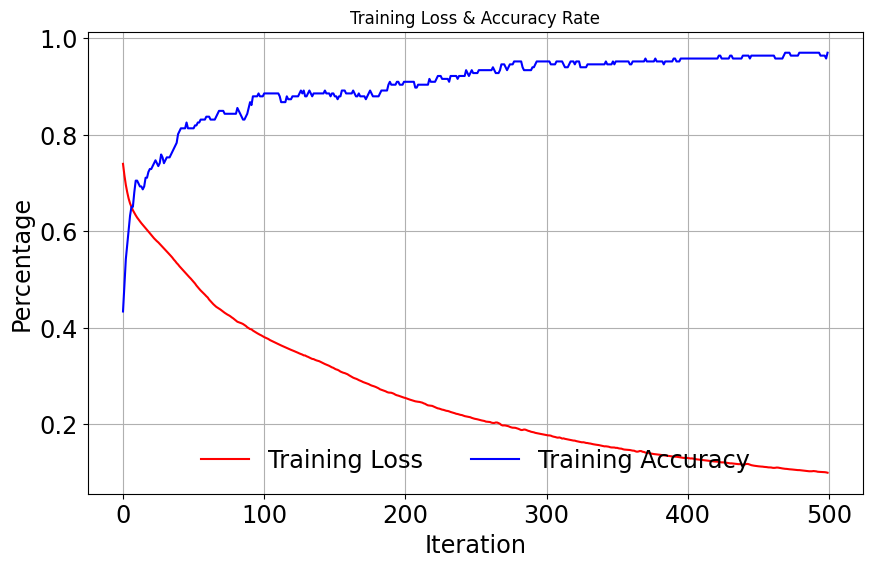 Training Loss & Accuracy Rate
1.0
0.8
0.6
0.4
0.2
Percentage
Training Loss Training Accuracy
0 100 200 300 400 500
Iteration